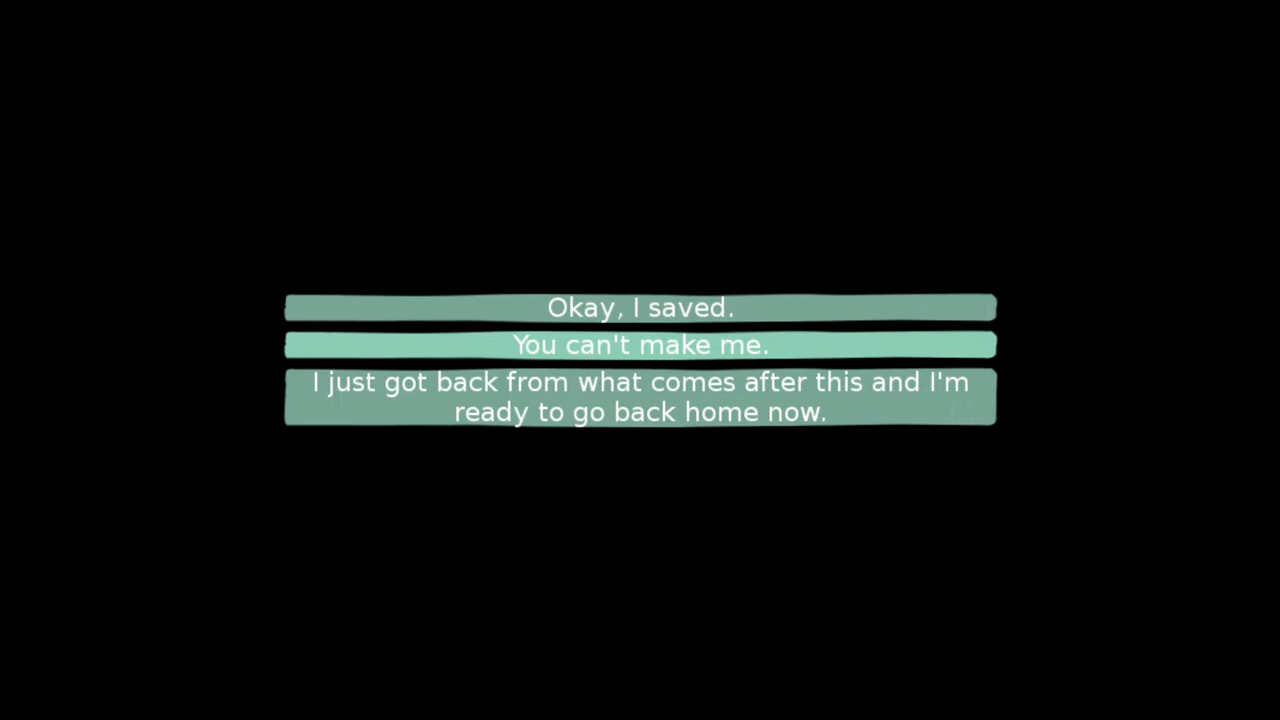 Okay, I saved.
You can't make me.
I just got back from what comes after this and I'm
ready to go back home now.